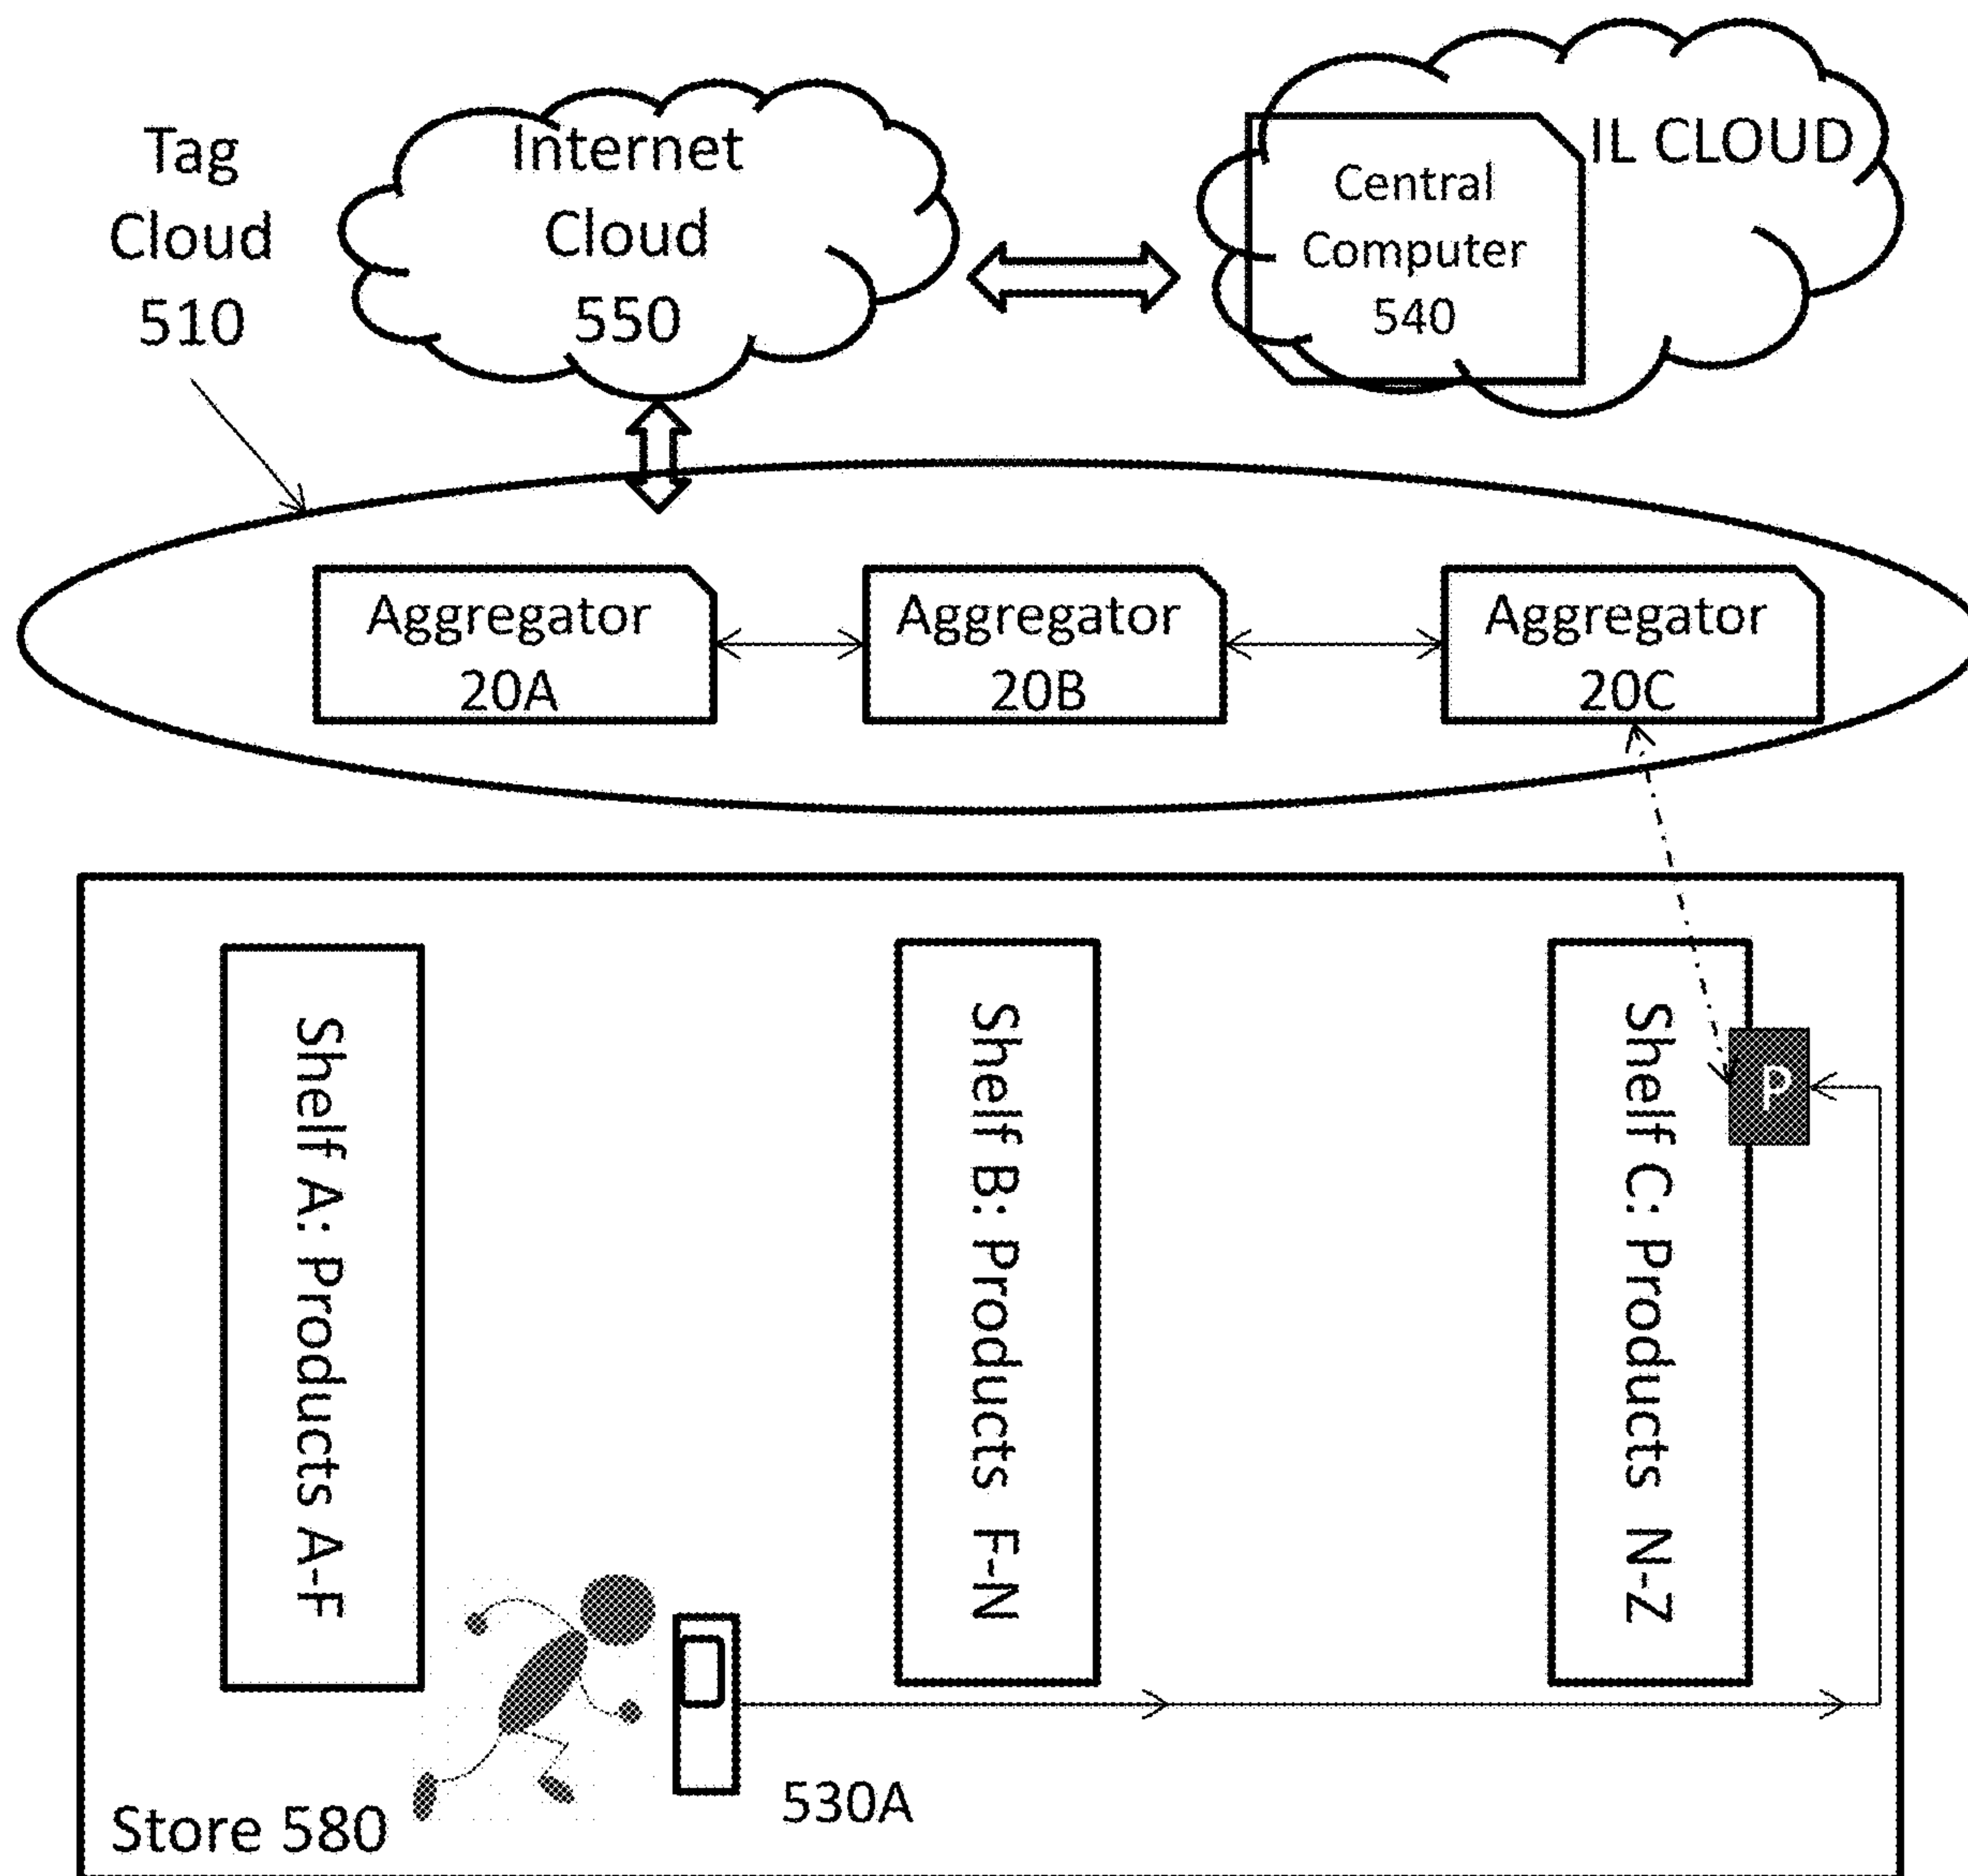 Tag
Cloud
510
Internet
Cloud
550
IL CLOUD
Central
Computer
540
Aggregator
20A
Aggregator
20B
Aggregator
20C
Shelf A: Products A-F
Shelf B: Products F-N
Shelf C: Products N-Z
P
530A
Store 580